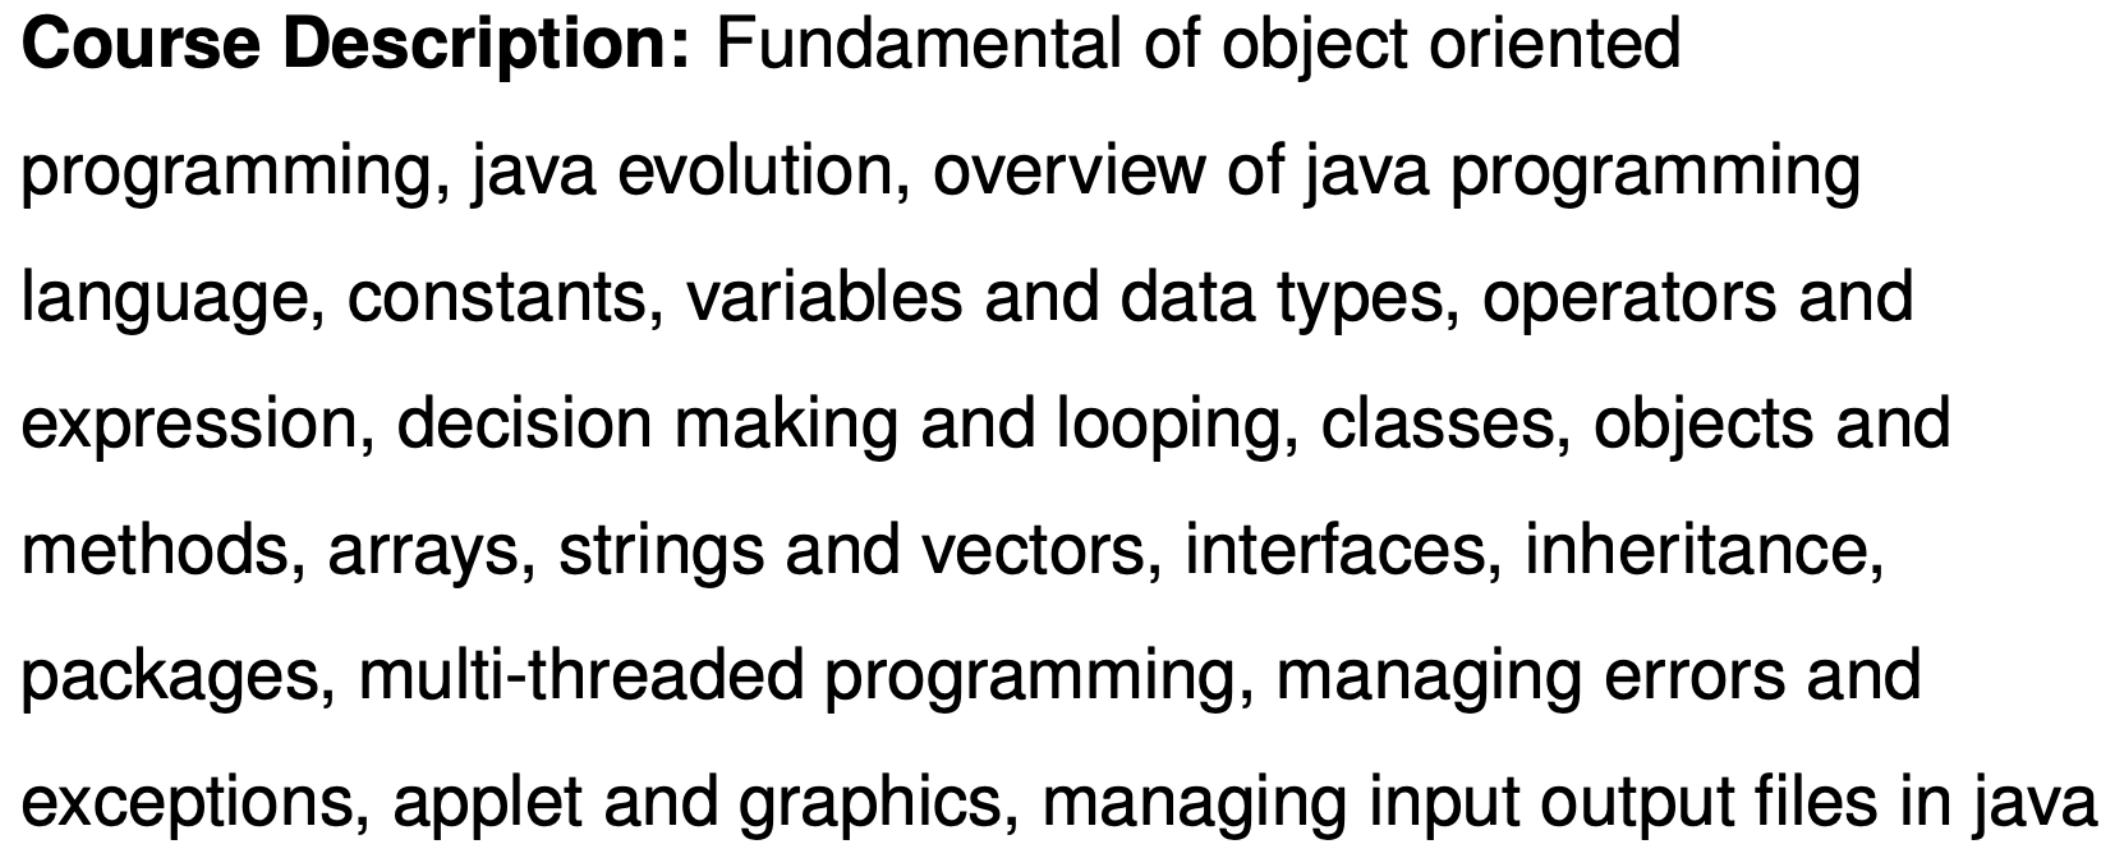 Course Description: Fundamental of object oriented
programming, java evolution, overview of java programming
language, constants, variables and data types, operators and
expression, decision making and looping, classes, objects and
methods, arrays, strings and vectors, interfaces, inheritance,
packages, multi-threaded programming, managing errors and
exceptions, applet and graphics, managing input output files in java